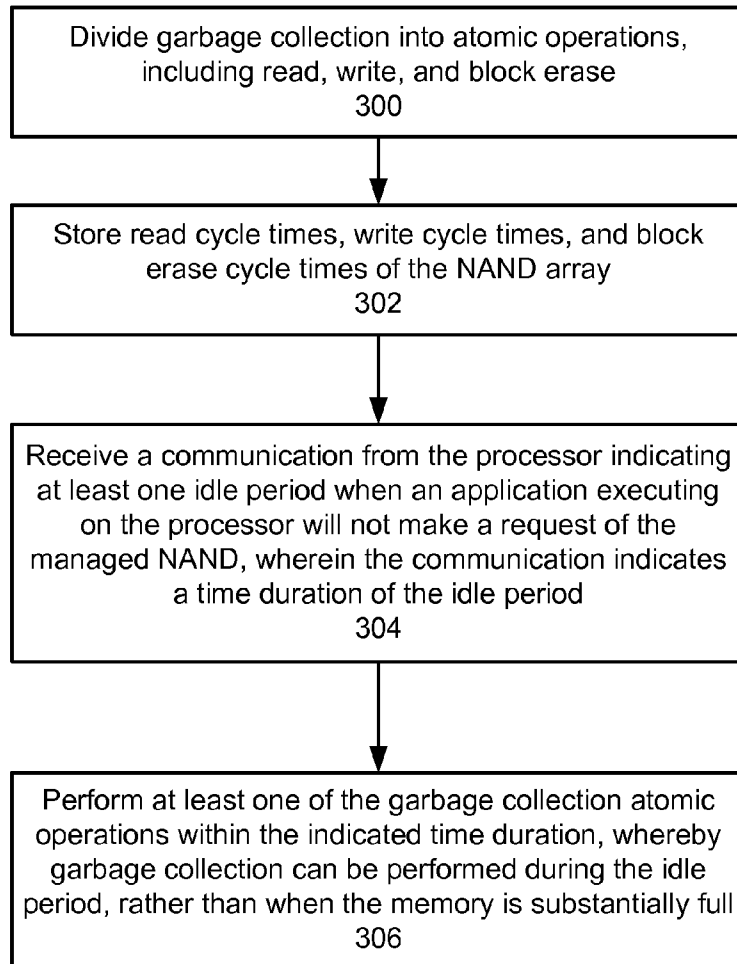 Divide garbage collection into atomic operations,
including read, write, and block erase
300
Store read cycle times, write cycle times, and block
erase cycle times of the NAND array
302
Receive a communication from the processor indicating
at least one idle period when an application executing
on the processor will not make a request of the
managed NAND, wherein the communication indicates
a time duration of the idle period
304
Perform at least one of the garbage collection atomic
operations within the indicated time duration, whereby
garbage collection can be performed during the idle
period, rather than when the memory is substantially full
306